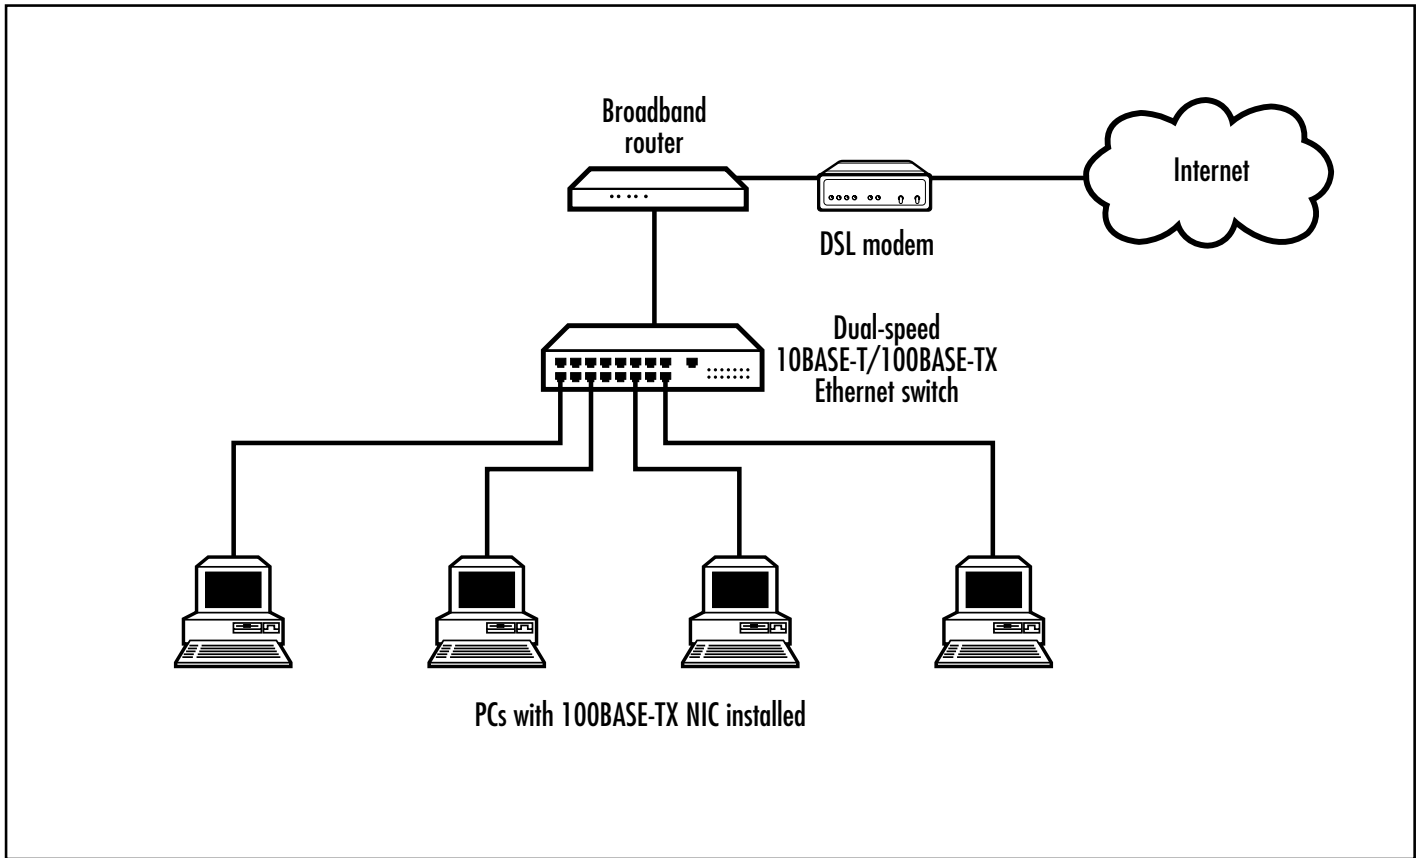 Broadband
router
Internet
DSL modem
Dual-speed
10BASE-T/100BASE-TX
Ethernet switch
PCs with 100BASE-TX NIC installed